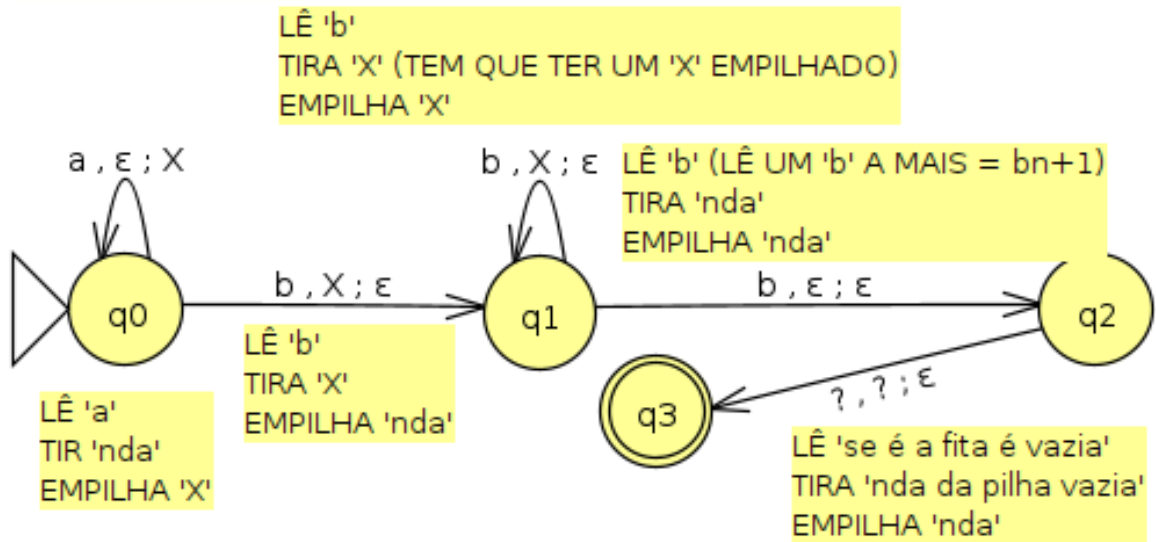 LÊ 'b'
TIRA 'X' (TEM QUE TER UM 'X' EMPILHADO)
EMPILHA 'X'
a , ε ; X
b , X ; ε
LÊ 'b' (LÊ UM 'b' A MAIS = bn+1)
TIRA 'nda'
EMPILHA 'nda'
q0
b , X ; ε
q1
b , ε ; ε
q2
LÊ 'b'
TIRA 'X'
EMPILHA 'nda'
q3
? , ? ; ε
LÊ 'a'
TIR 'nda'
EMPILHA 'X'
LÊ 'se é a fita é vazia'
TIRA 'nda da pilha vazia'
EMPILHA 'nda'